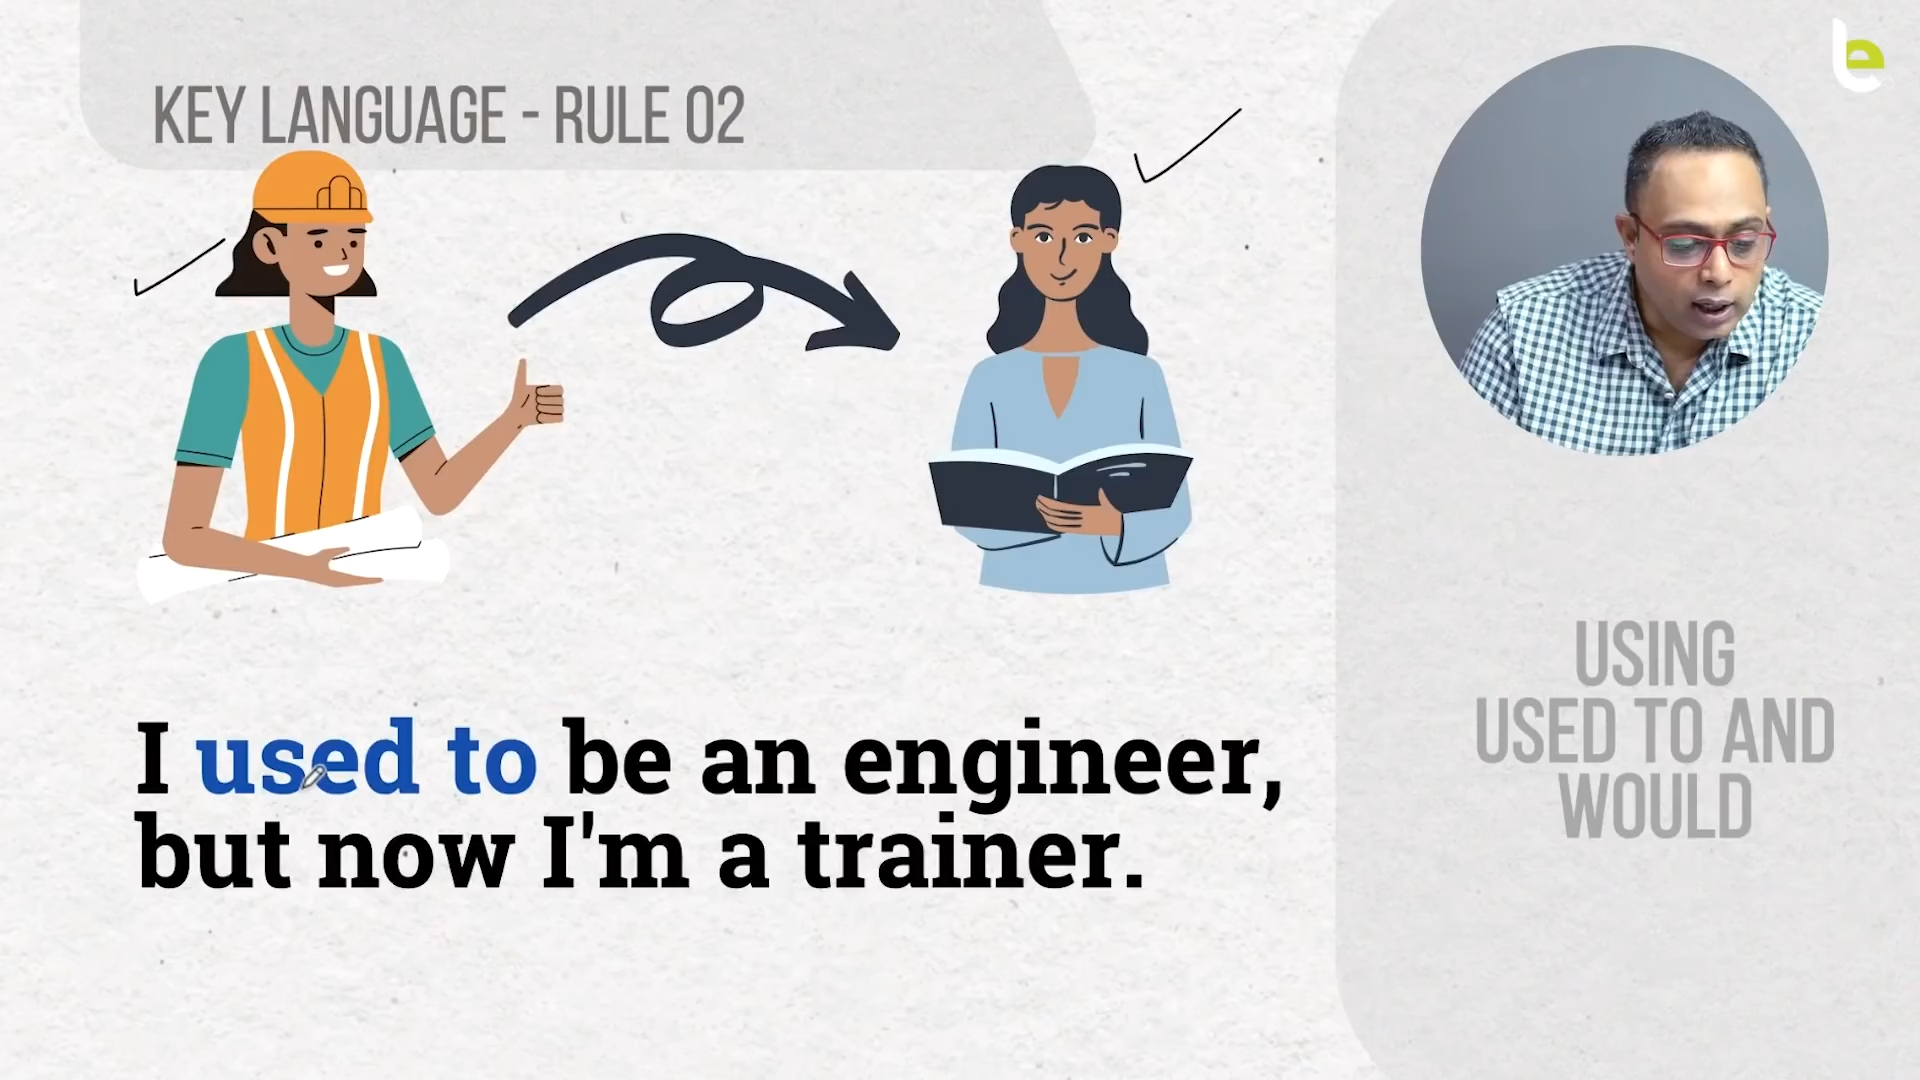 KEY LANGUAGE - RULE 02
I used to be an engineer,
but now I'm a trainer.
USING
USED TO AND
WOULD